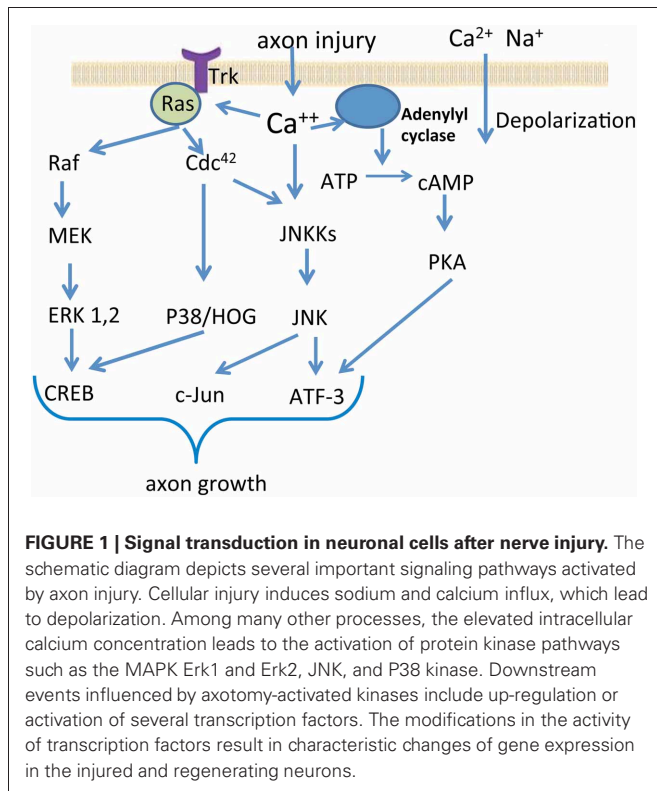 axon injury
Ca²⁺ Na⁺
Trk
Ras
Ca⁺⁺
Adenylyl
cyclase
Depolarization
Raf
Cdc⁴²
ATP
cAMP
MEK
JNKKs
PKA
ERK 1,2
P38/HOG
JNK
CREB
c-Jun
ATF-3
axon growth
FIGURE 1 | Signal transduction in neuronal cells after nerve injury. The
schematic diagram depicts several important signaling pathways activated
by axon injury. Cellular injury induces sodium and calcium influx, which lead
to depolarization. Among many other processes, the elevated intracellular
calcium concentration leads to the activation of protein kinase pathways
such as the MAPK Erk1 and Erk2, JNK, and P38 kinase. Downstream
events influenced by axotomy-activated kinases include up-regulation or
activation of several transcription factors. The modifications in the activity
of transcription factors result in characteristic changes of gene expression
in the injured and regenerating neurons.